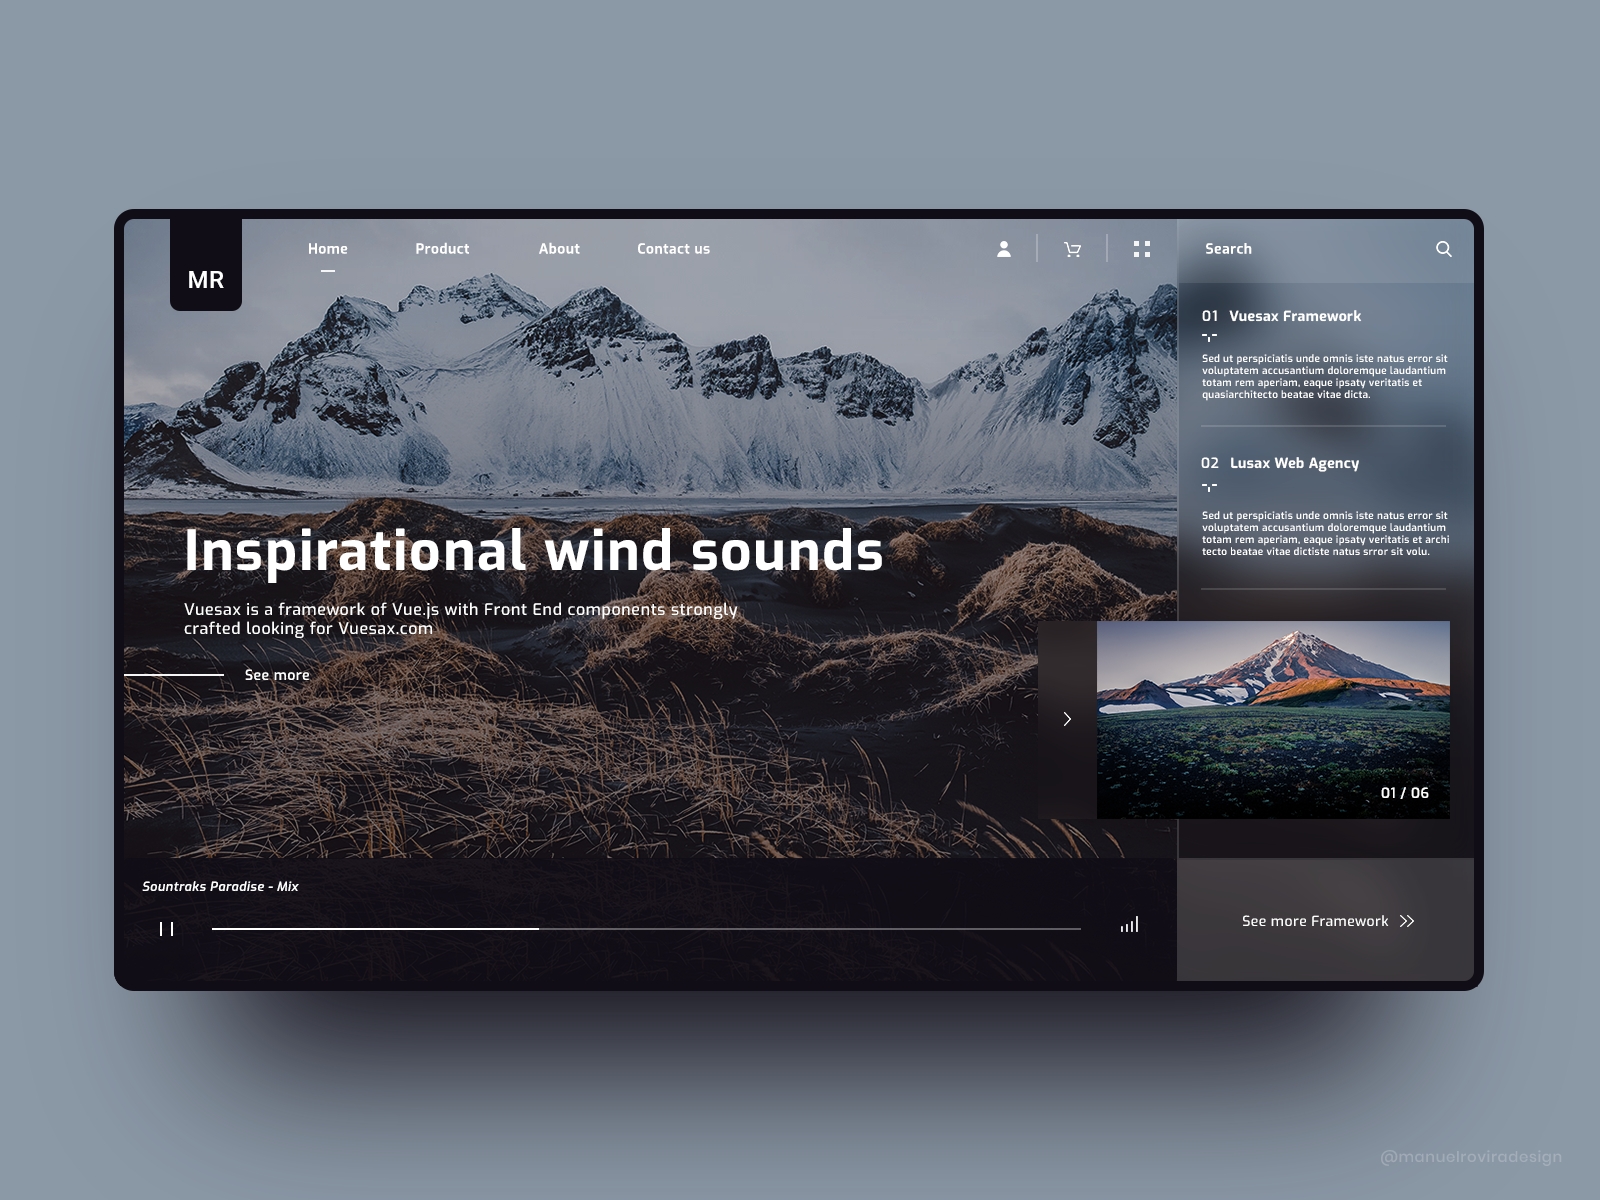 MR
Home
Product
About
Contact us
Search
01 Vuesax Framework
Sed ut perspiciatis unde omnis iste natus error sit
voluptatem accusantium doloremque laudantium
totam rem aperiam, eaque ipsaty veritatis et
quasiarchitecto beatae vitae dicta.
02 Lusax Web Agency
Sed ut perspiciatis unde omnis iste natus error sit
voluptatem accusantium doloremque laudantium
totam rem aperiam, eaque ipsaty veritatis et archi
tecto beatae vitae dictiste natus srror sit volu.
Inspirational wind sounds
Vuesax is a framework of Vue.js with Front End components strongly
crafted looking for Vuesax.com
See more
01 / 06
Sountraks Paradise - Mix
See more Framework
@manuelroviradesign